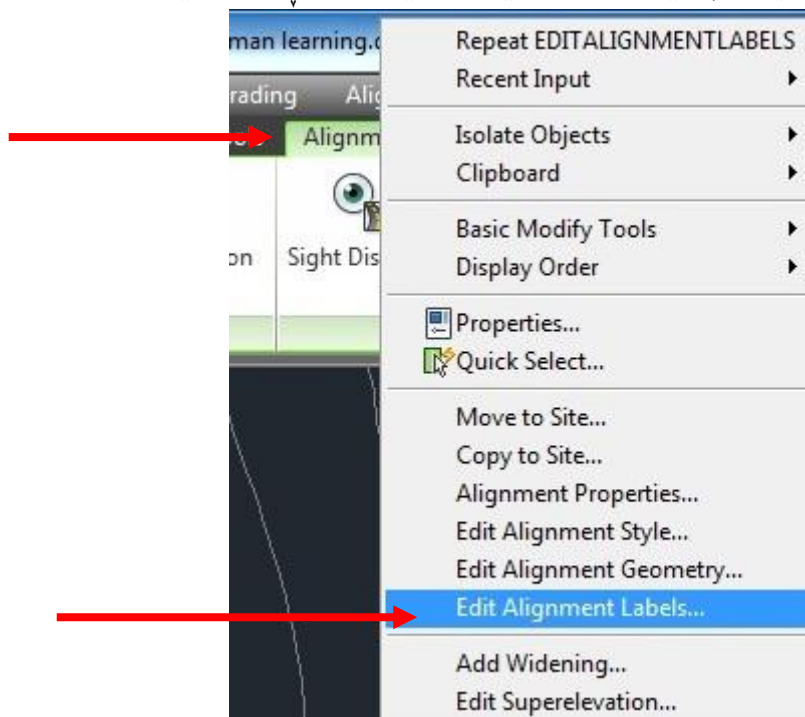 man learning.
Repeat EDITALIGNMENTLABELS
Recent Input
rading Alig
Isolate Objects
Alignm
Clipboard
Basic Modify Tools
on Sight Dis
Display Order
Properties...
Quick Select...
Move to Site...
Copy to Site...
Alignment Properties...
Edit Alignment Style...
Edit Alignment Geometry...
Edit Alignment Labels...
Add Widening...
Edit Superelevation...